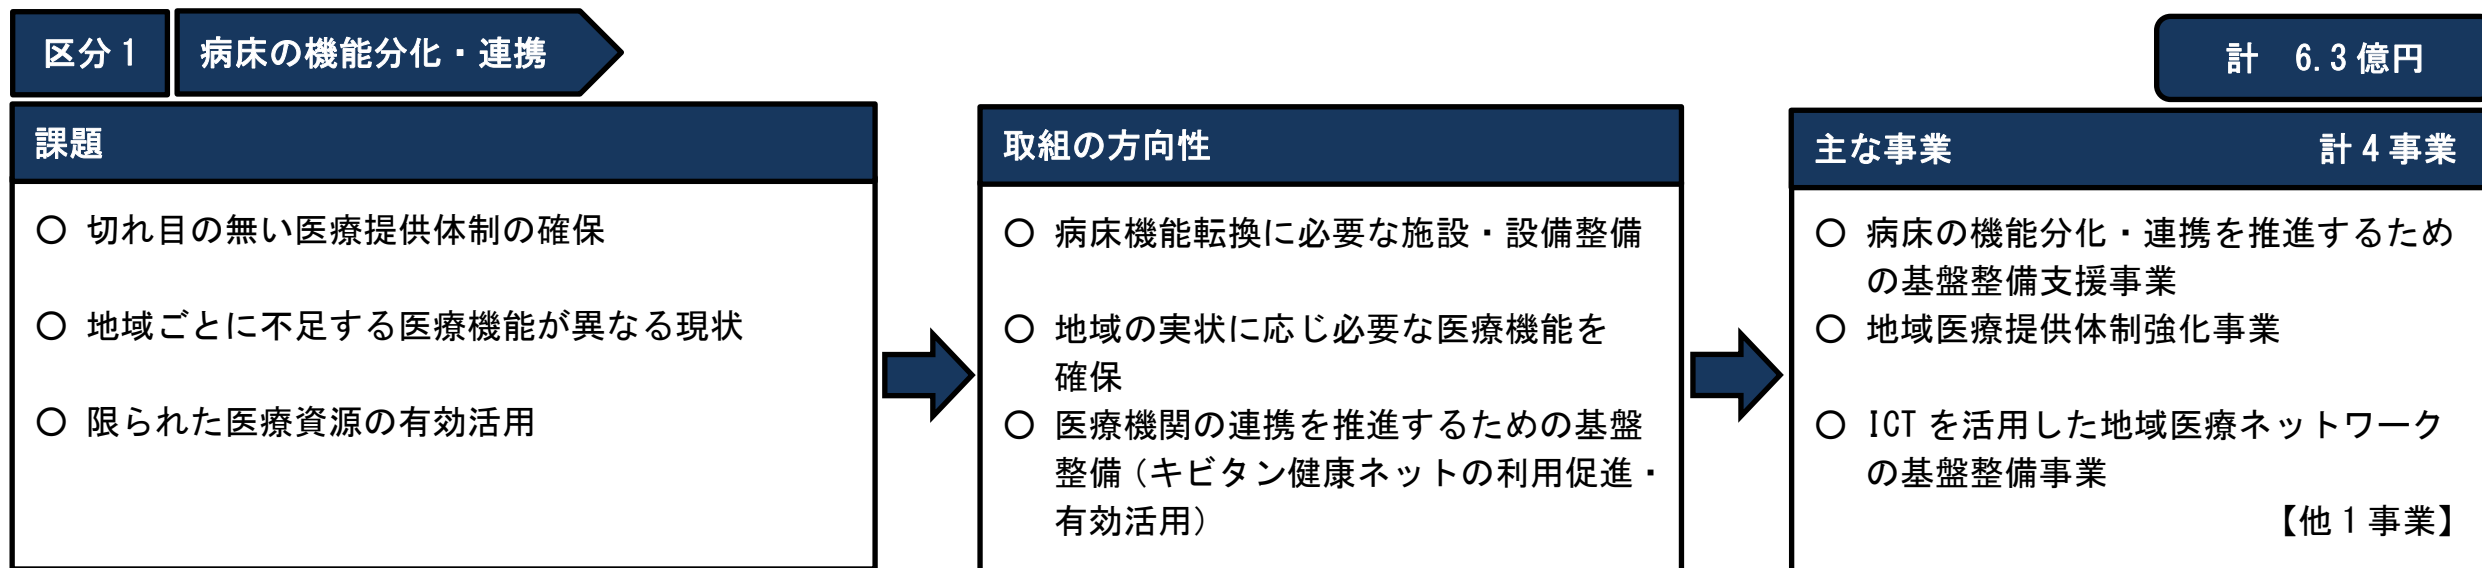 区分1
病床の機能分化・連携
計 6.3億円
課題
○ 切れ目の無い医療提供体制の確保
○ 地域ごとに不足する医療機能が異なる現状
○ 限られた医療資源の有効活用
取組の方向性
○ 病床機能転換に必要な施設・設備整備
○ 地域の実状に応じ必要な医療機能を
確保
○ 医療機関の連携を推進するための基盤
整備(キビタン健康ネットの利用促進・
有効活用)
主な事業 計4事業
○ 病床の機能分化・連携を推進するため
の基盤整備支援事業
○ 地域医療提供体制強化事業
○ ICTを活用した地域医療ネットワーク
の基盤整備事業
【他1事業】